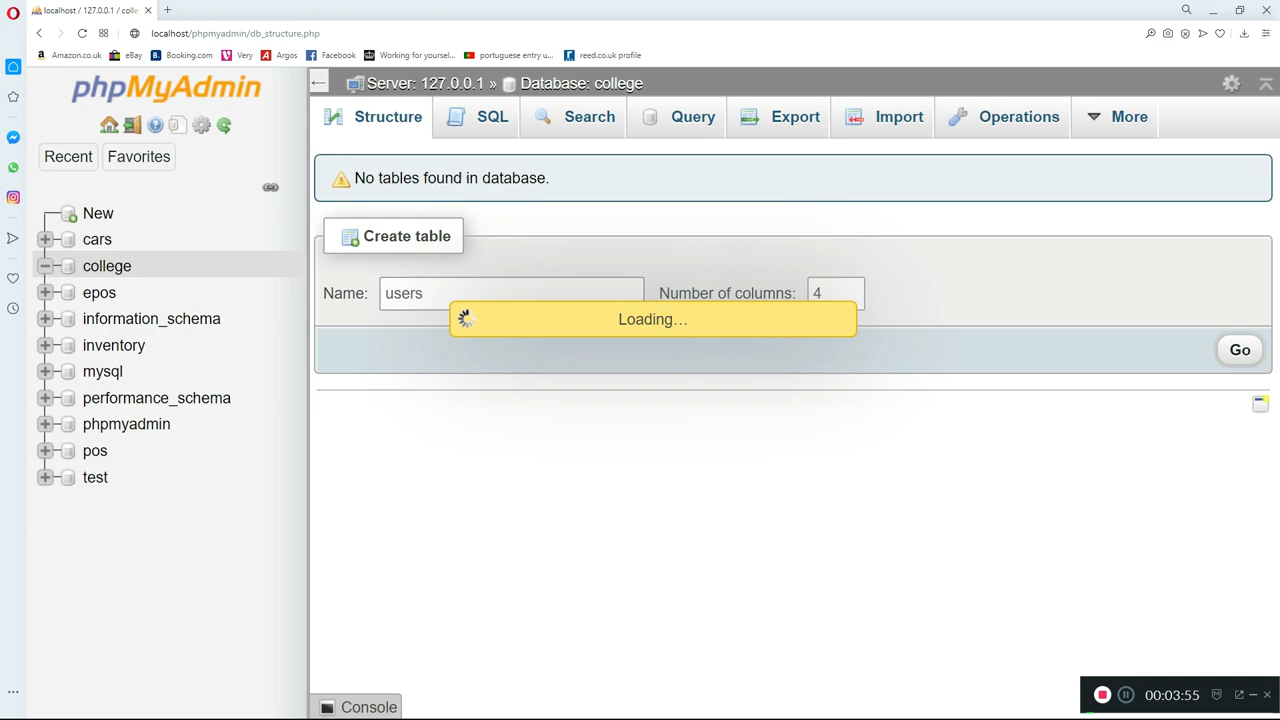 localhost / 127.0.0.1 / colle
localhost/phpmyadmin/db_structure.php
Amazon.co.uk eBay Booking.com Very Argos Facebook Working for yoursel... portuguese entry u... reed.co.uk profile
phpMyAdmin
Recent Favorites
New
cars
college
epos
information_schema
inventory
mysql
performance_schema
phpmyadmin
pos
test
Server: 127.0.0.1 » Database: college
Structure SQL Search Query Export Import Operations More
No tables found in database.
Create table
Name: users Number of columns: 4
Loading…
Go
Console
00:03:55